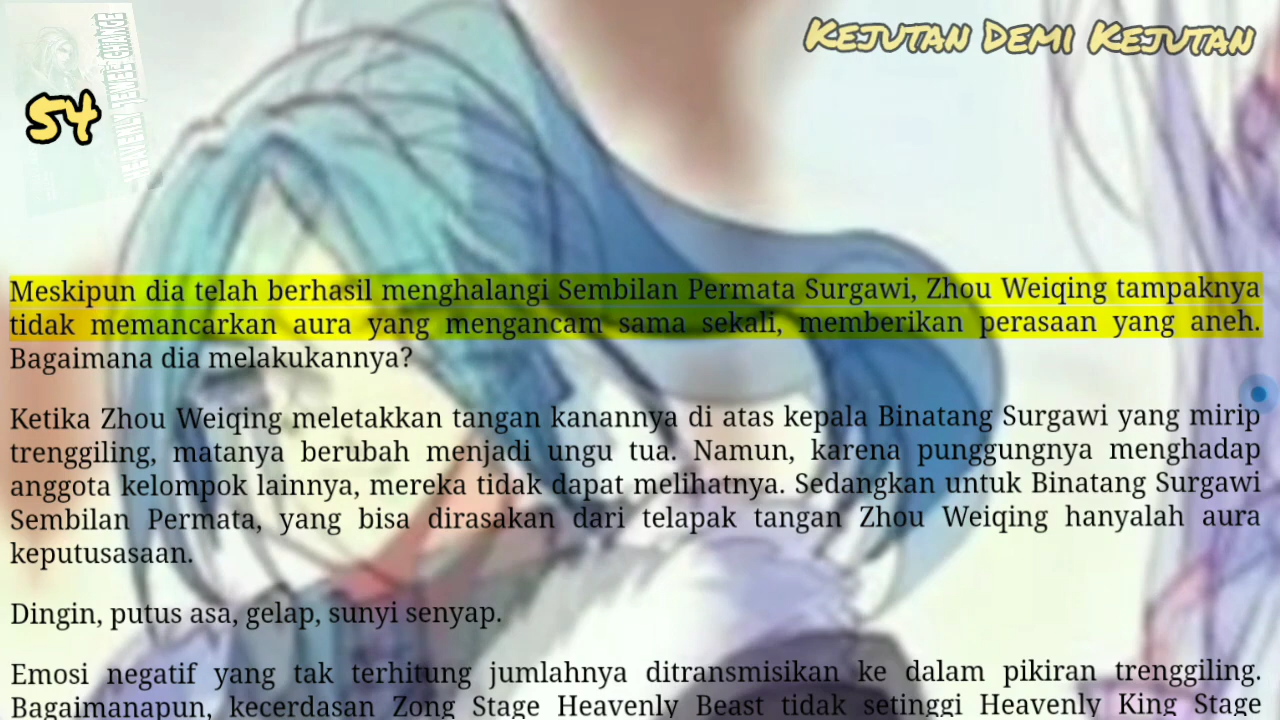 HEAVENLY JEWEL CHANGE
Kejutan Demi Kejutan
54
Meskipun dia telah berhasil menghalangi Sembilan Permata Surgawi, Zhou Weiqing tampaknya
tidak memancarkan aura yang mengancam sama sekali, memberikan perasaan yang aneh.
Bagaimana dia melakukannya?
Ketika Zhou Weiqing meletakkan tangan kanannya di atas kepala Binatang Surgawi yang mirip
trenggiling, matanya berubah menjadi ungu tua. Namun, karena punggungnya menghadap
anggota kelompok lainnya, mereka tidak dapat melihatnya. Sedangkan untuk Binatang Surgawi
Sembilan Permata, yang bisa dirasakan dari telapak tangan Zhou Weiqing hanyalah aura
keputusasaan.
Dingin, putus asa, gelap, sunyi senyap.
Emosi negatif yang tak terhitung jumlahnya ditransmisikan ke dalam pikiran trenggiling.
Bagaimanapun, kecerdasan Zong Stage Heavenly Beast tidak setinggi Heavenly King Stage